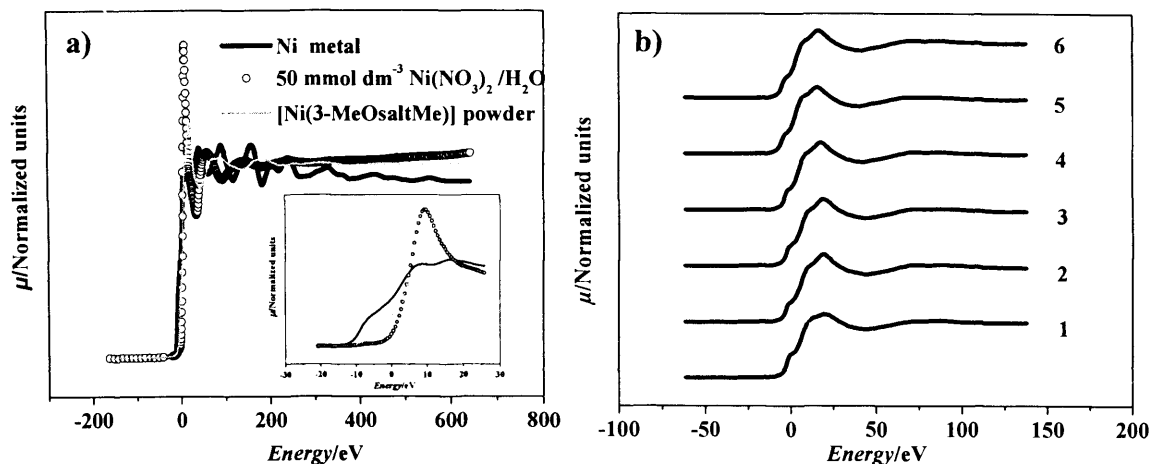 a)
Ni metal
50 mmol dm⁻³ Ni(NO₃)₂ /H₂O
[Ni(3-MeOsaltMe)] powder
μ/Normalized units
μ/Normalized units
-30 -20 -10 0 10 20 30
Energy/eV
-200 0 200 400 600 800
Energy/eV
b)
6
5
4
3
2
1
μ/Normalized units
-100 -50 0 50 100 150 200
Energy/eV